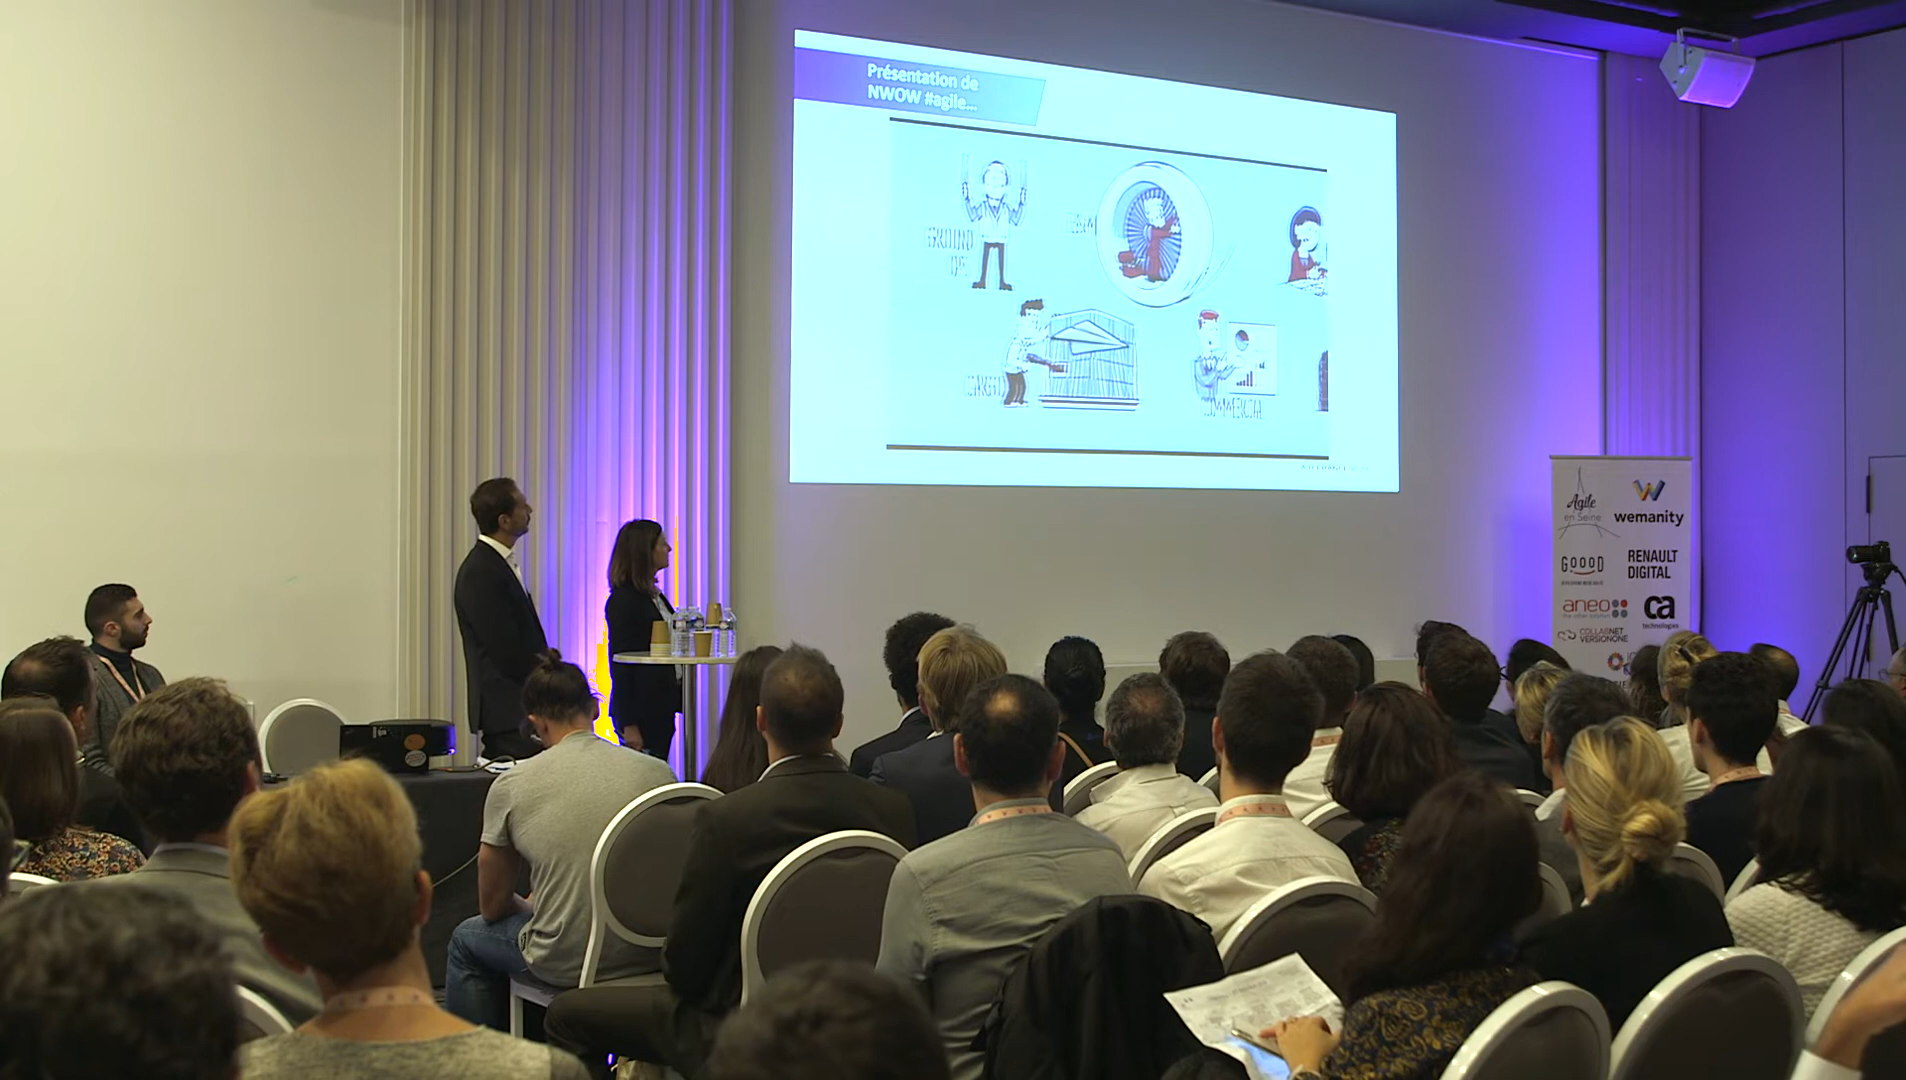 Présentation de
NWOW #agile...
GROUND
OPS
CARGO
COMMERCIAL
Agile
en Seine
wemanity
GOOOD
RENAULT
DIGITAL
aneo
ca
technologies
COLLABNET
VERSIONONE